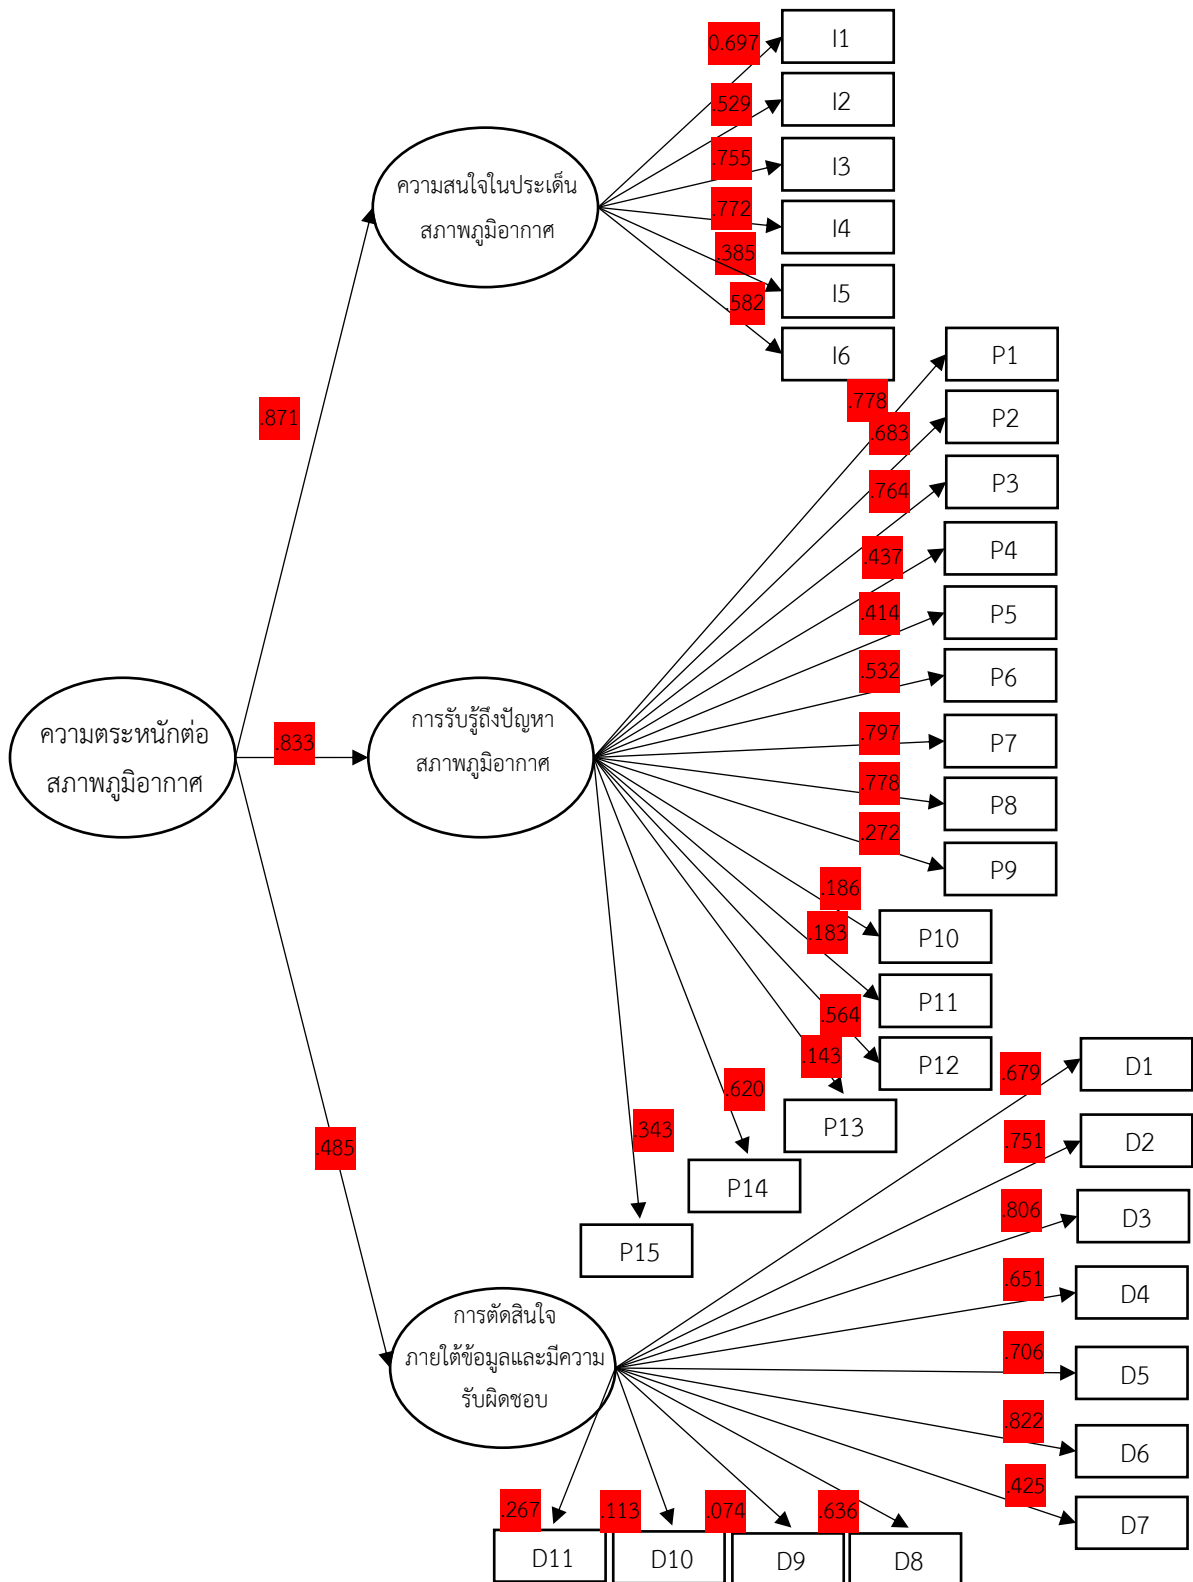 0.697
I1
.529
I2
.755
I3
.772
I4
.385
I5
.582
I6
ความสนใจในประเด็น
สภาพภูมิอากาศ
.871
.778
P1
.683
P2
.764
P3
.437
P4
.414
P5
.532
P6
.797
P7
.778
P8
.272
P9
.186
P10
.183
P11
.564
P12
.143
P13
.620
P14
.343
P15
ความตระหนักต่อ
สภาพภูมิอากาศ
.833
การรับรู้ถึงปัญหา
สภาพภูมิอากาศ
.485
การตัดสินใจ
ภายใต้ข้อมูลและมีความ
รับผิดชอบ
.679
D1
.751
D2
.806
D3
.651
D4
.706
D5
.822
D6
.425
D7
.267
.113
.074
.636
D11
D10
D9
D8